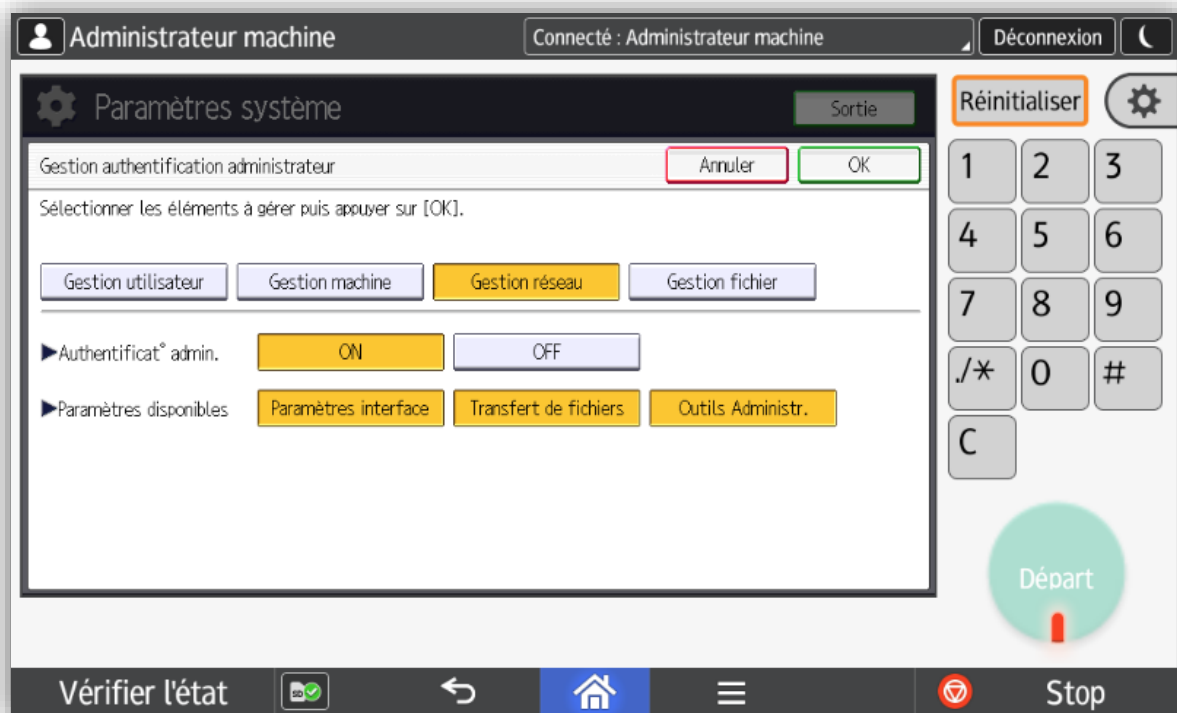 Administrateur machine
Connecté : Administrateur machine
Déconnexion
Paramètres système
Sortie
Réinitialiser
Gestion authentification administrateur
Annuler
OK
Sélectionner les éléments à gérer puis appuyer sur [OK].
Gestion utilisateur
Gestion machine
Gestion réseau
Gestion fichier
▶Authentificat° admin.
ON
OFF
▶Paramètres disponibles
Paramètres interface
Transfert de fichiers
Outils Administr.
1 2 3
4 5 6
7 8 9
./* 0 #
C
Départ
Vérifier l'état
SD
Stop